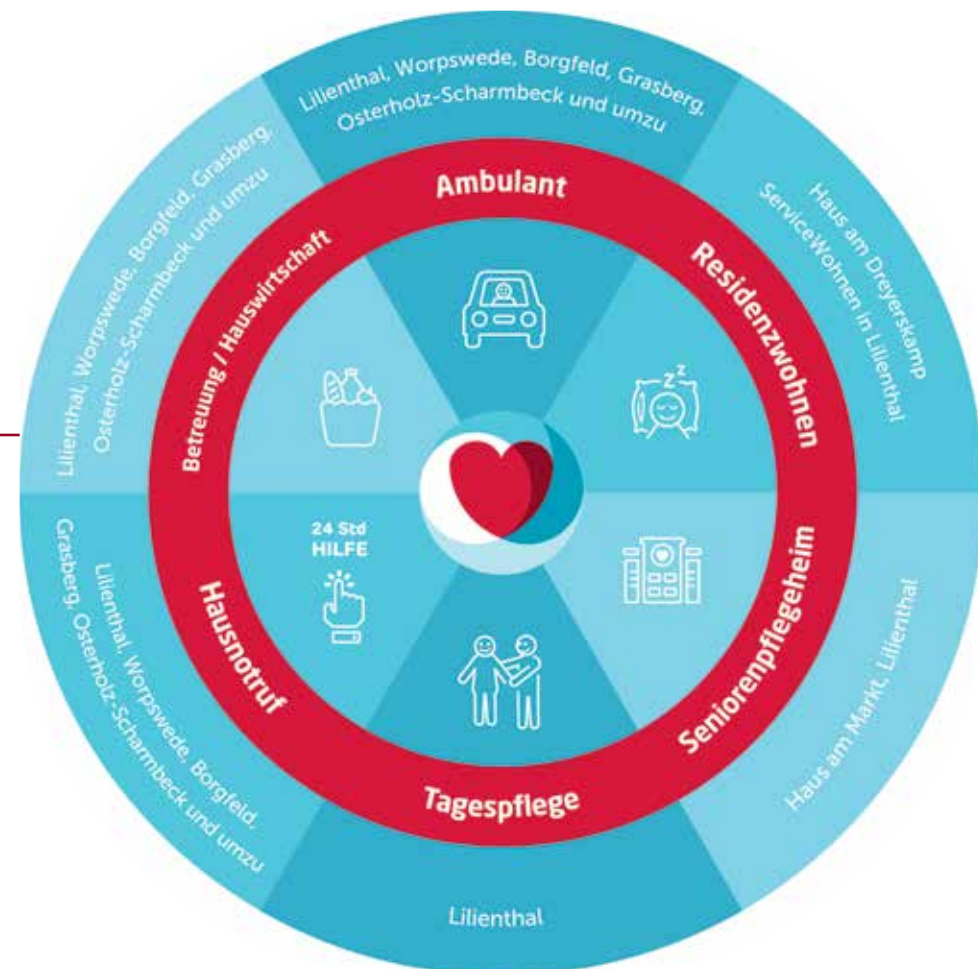 Lilienthal, Worpswede, Borgfeld, Grasberg,
Osterholz-Scharmbeck und umzu
Ambulant
Haus am Dreyerskamp
ServiceWohnen in Lilienthal
Residenzwohnen
zzz
Haus am Markt, Lilienthal
Seniorenpflegeheim
Lilienthal
Tagespflege
Lilienthal, Worpswede, Borgfeld,
Grasberg, Osterholz-Scharmbeck und umzu
Hausnotruf
24 Std
HILFE
Lilienthal, Worpswede, Borgfeld, Grasberg,
Osterholz-Scharmbeck und umzu
Betreuung / Hauswirtschaft